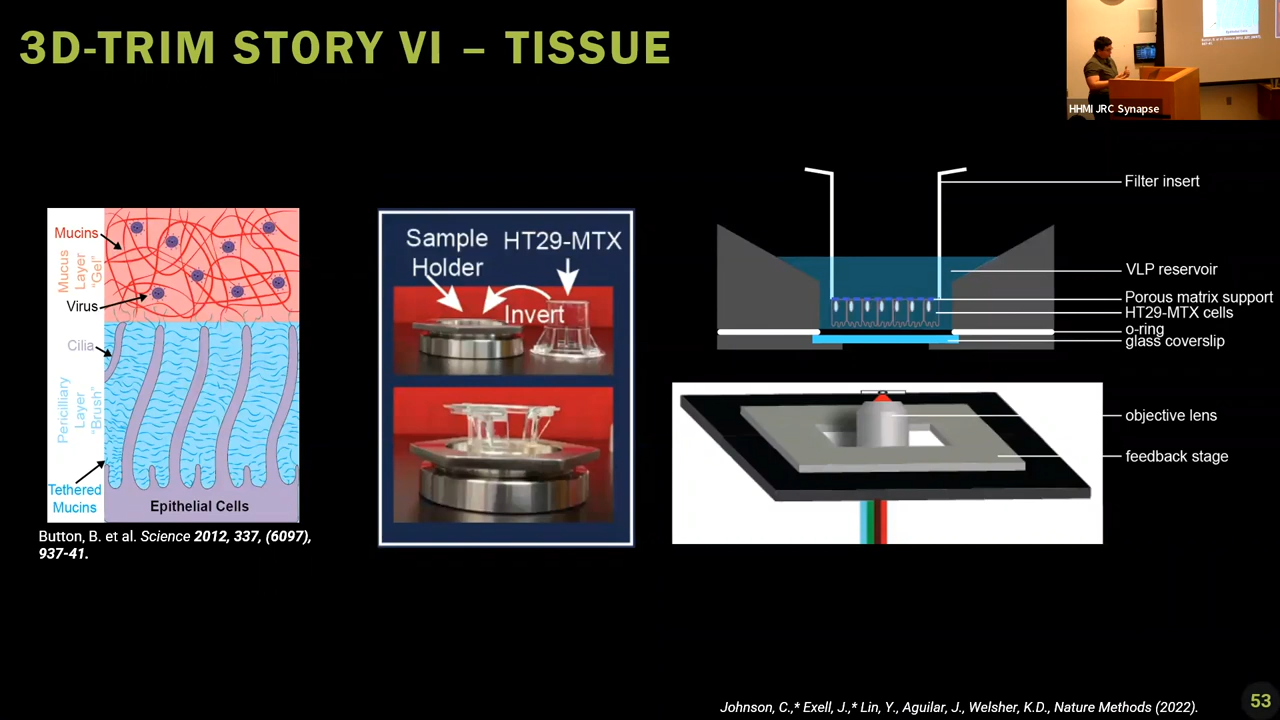 3D-TRIM STORY VI – TISSUE
HHMI JRC Synapse
Mucins
Mucus
Layer
"Gel"
Virus
Cilia
Periciliary
Layer
"Brush"
Tethered
Mucins
Epithelial Cells
Button, B. et al. Science 2012, 337, (6097),
937-41.
Sample
Holder
HT29-MTX
Invert
Filter insert
VLP reservoir
Porous matrix support
HT29-MTX cells
o-ring
glass coverslip
objective lens
feedback stage
Johnson, C.,* Exell, J.,* Lin, Y., Aguilar, J., Welsher, K.D., Nature Methods (2022).
53